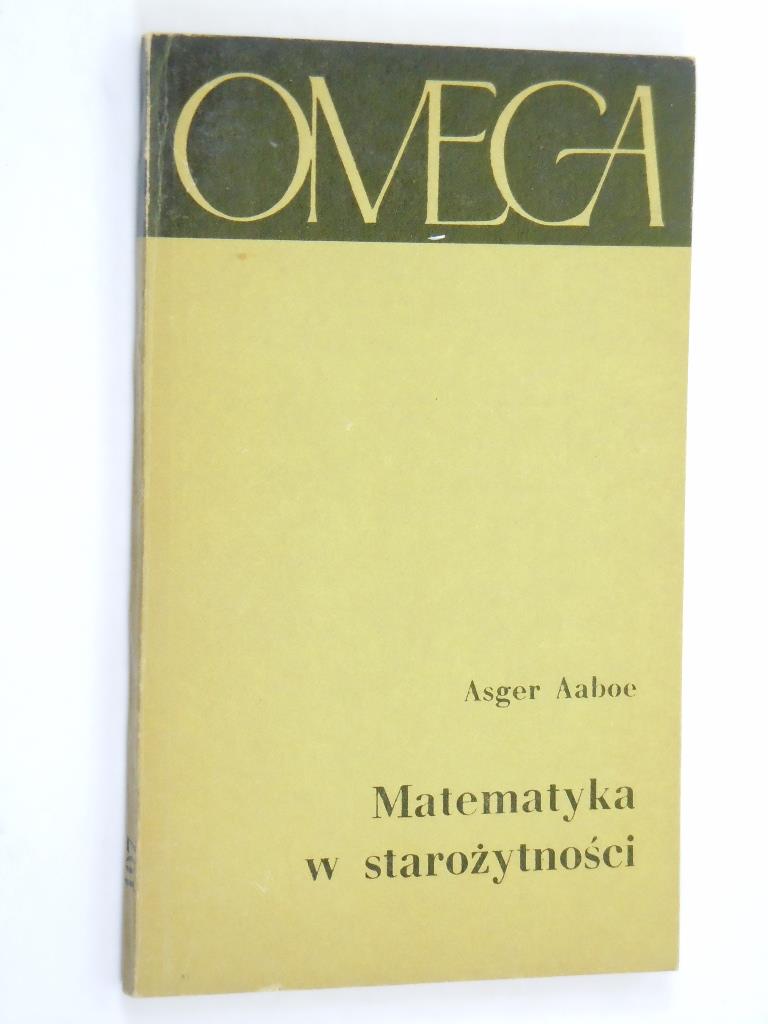 OMEGA
Asger Aaboe
Matematyka
w starożytności
107